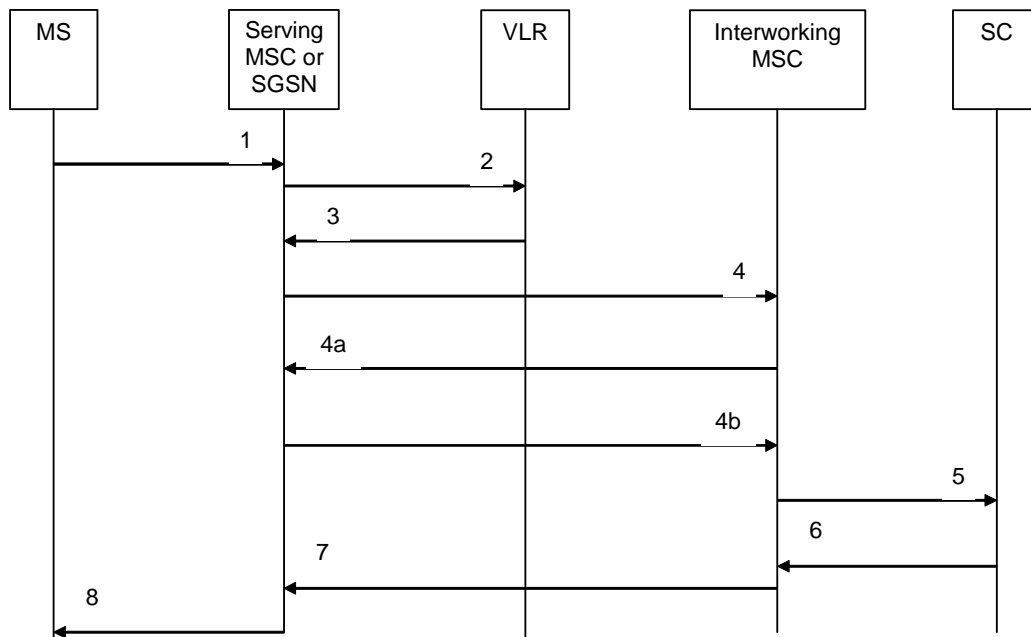 MS
Serving
MSC or
SGSN
VLR
Interworking
MSC
SC
1
2
3
4
4a
4b
5
6
7
8